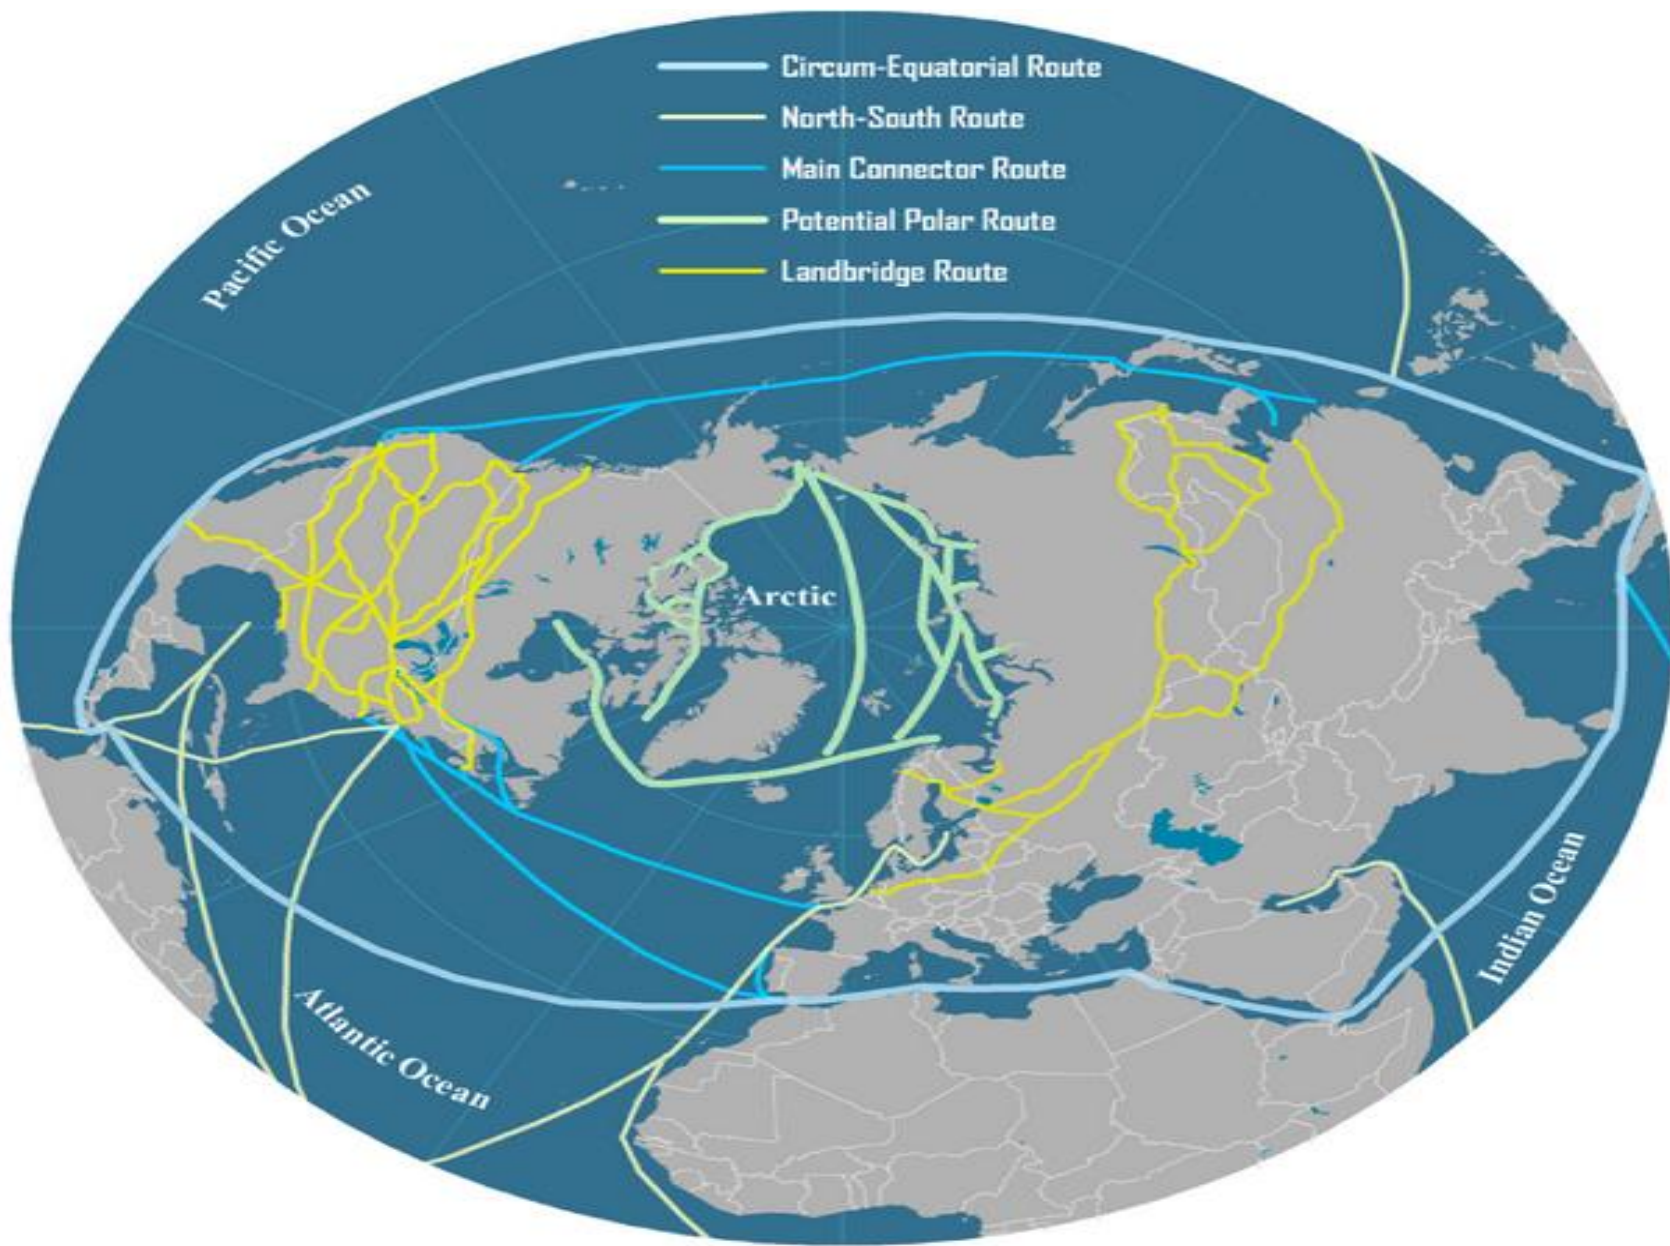 Circum-Equatorial Route
North-South Route
Main Connector Route
Potential Polar Route
Landbridge Route
Pacific Ocean
Arctic
Atlantic Ocean
Indian Ocean